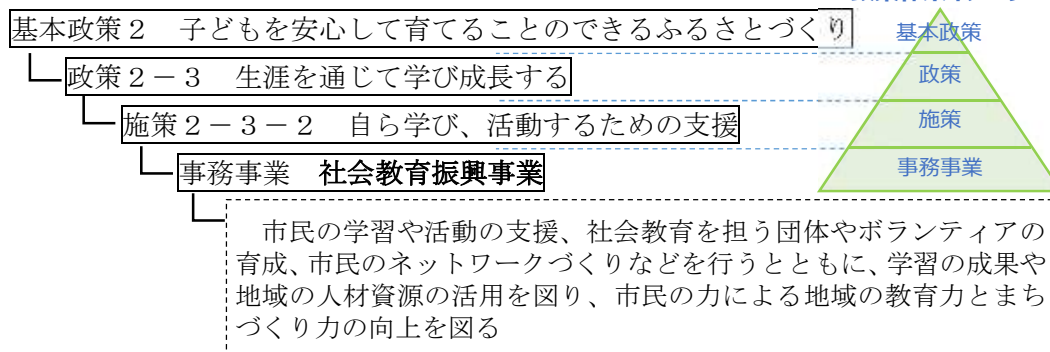 基本政策２　子どもを安心して育てることのできるふるさとづくり
政策２－３　生涯を通じて学び成長する
施策２－３－２　自ら学び、活動するための支援
事務事業　社会教育振興事業
市民の学習や活動の支援、社会教育を担う団体やボランティアの
育成、市民のネットワークづくりなどを行うとともに、学習の成果や
地域の人材資源の活用を図り、市民の力による地域の教育力とまち
づくり力の向上を図る
基本政策
政策
施策
事務事業